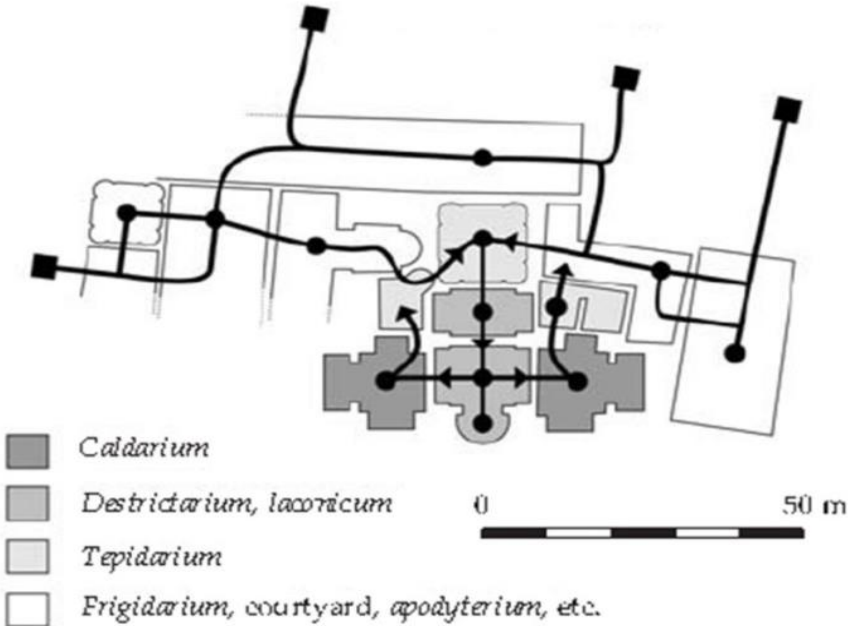 Caldarium
Destrictarium, laconicum
Tepidarium
Frigidarium, courtyard, apodyterium, etc.
0 50 m